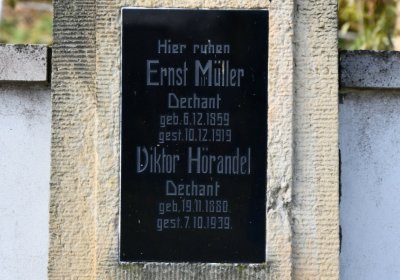 Hier ruhen
Ernst Müller
Dechant
geb. 6.12.1859
gest. 10.12.1919
Viktor Hörandel
Dechant
geb. 19.11.1860.
gest. 7.10.1939.